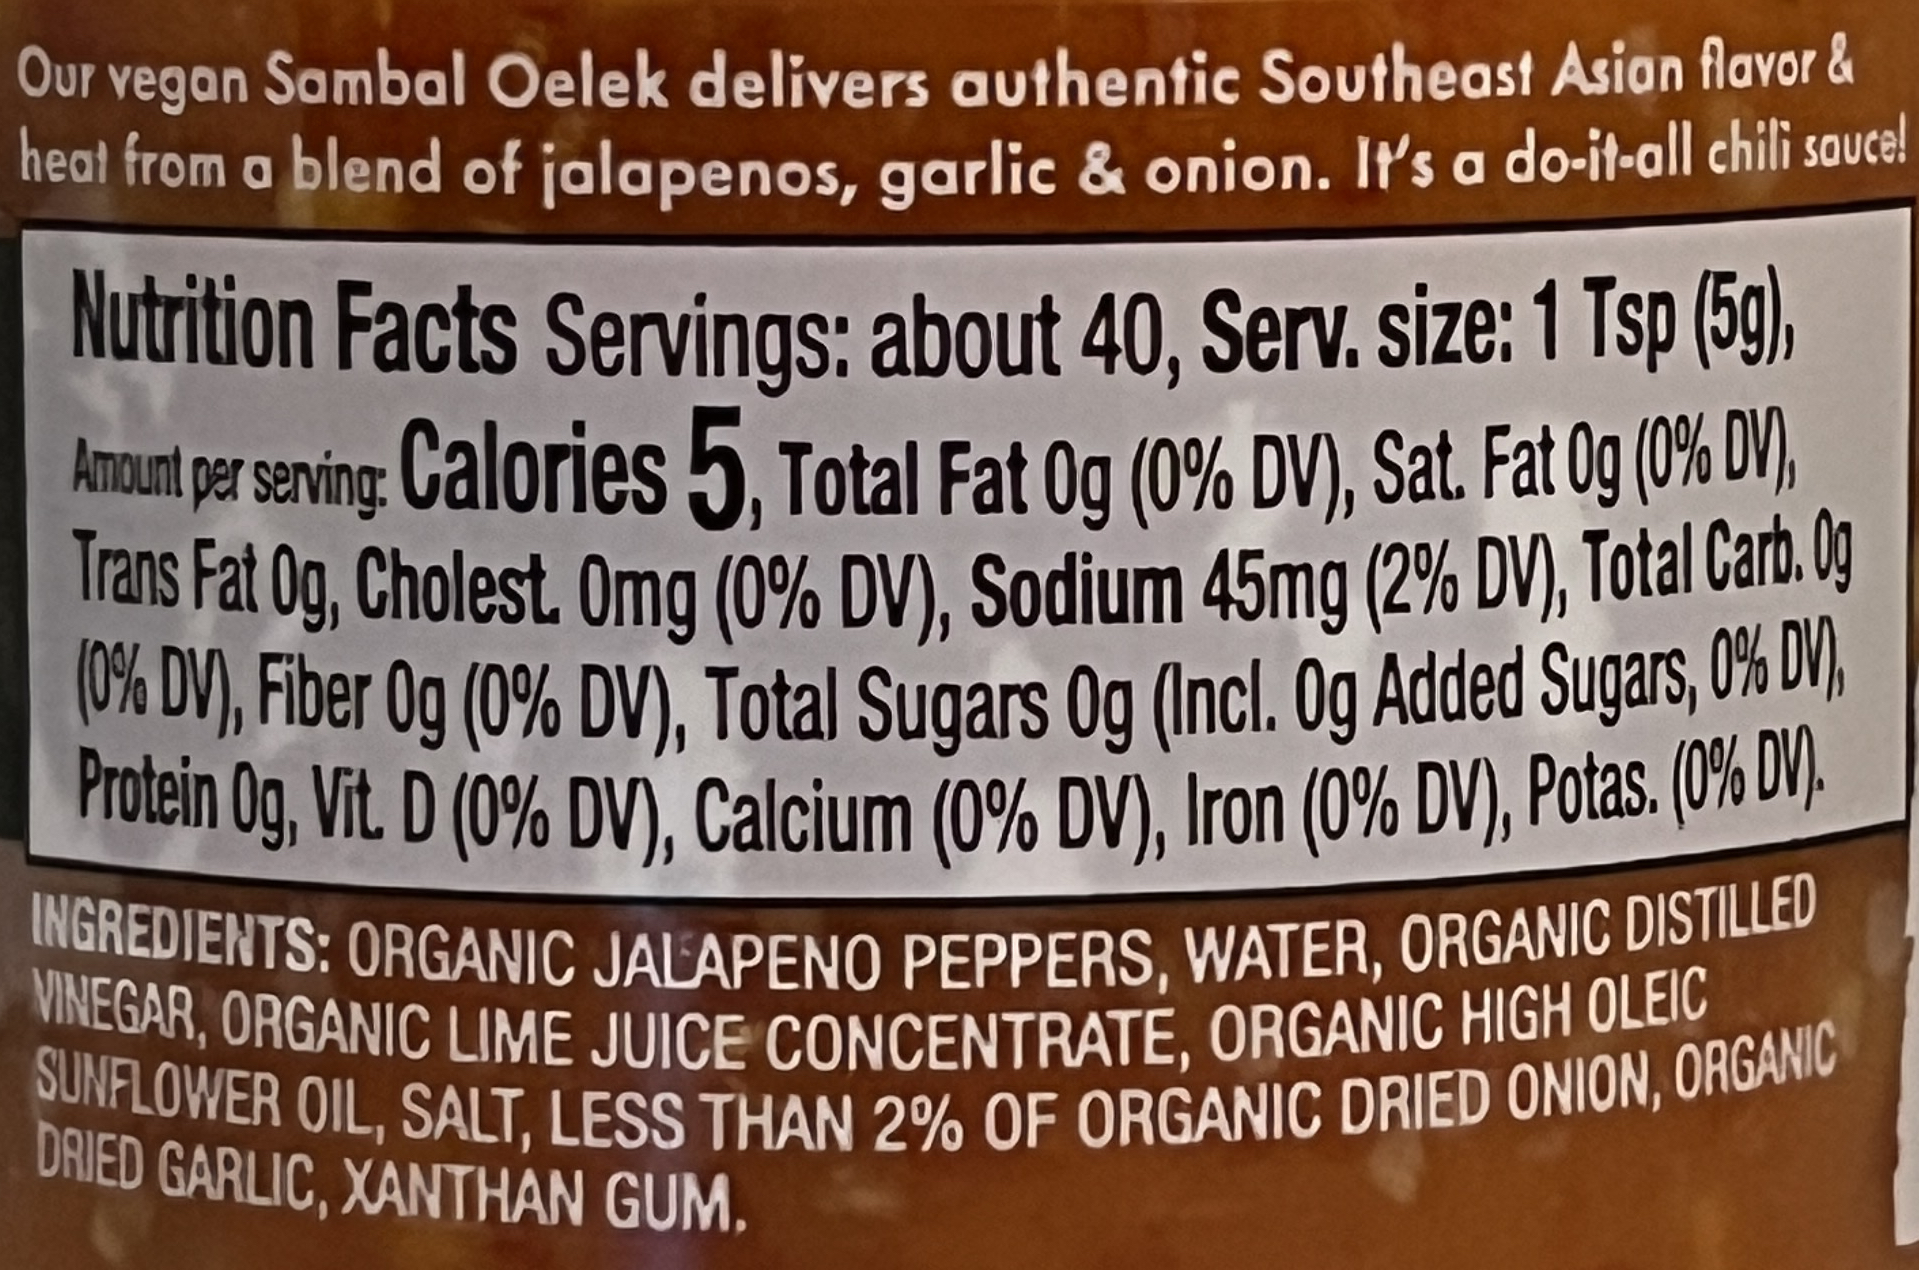 Our vegan Sambal Oelek delivers authentic Southeast Asian flavor &
heat from a blend of jalapenos, garlic & onion. It's a do-it-all chili sauce!
Nutrition Facts Servings: about 40, Serv. size: 1 Tsp (5g),
Amount per serving: Calories 5, Total Fat 0g (0% DV), Sat. Fat 0g (0% DV),
Trans Fat 0g, Cholest. 0mg (0% DV), Sodium 45mg (2% DV), Total Carb. 0g
(0% DV), Fiber 0g (0% DV), Total Sugars 0g (Incl. 0g Added Sugars, 0% DV),
Protein 0g, Vit. D (0% DV), Calcium (0% DV), Iron (0% DV), Potas. (0% DV).
INGREDIENTS: ORGANIC JALAPENO PEPPERS, WATER, ORGANIC DISTILLED
VINEGAR, ORGANIC LIME JUICE CONCENTRATE, ORGANIC HIGH OLEIC
SUNFLOWER OIL, SALT, LESS THAN 2% OF ORGANIC DRIED ONION, ORGANIC
DRIED GARLIC, XANTHAN GUM.